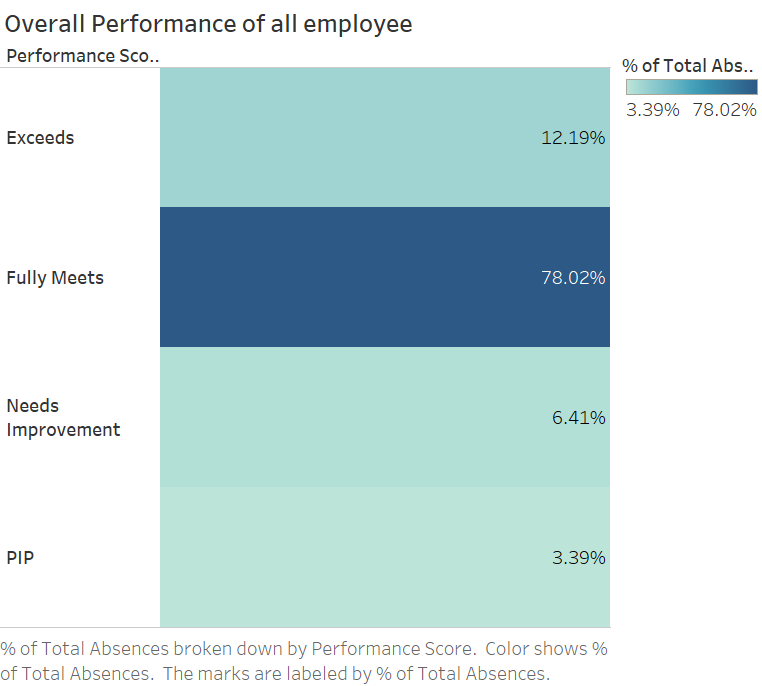 Overall Performance of all employee
Performance Sco..
% of Total Abs..
3.39% 78.02%
Exceeds 12.19%
Fully Meets 78.02%
Needs
Improvement 6.41%
PIP 3.39%
% of Total Absences broken down by Performance Score.  Color shows %
of Total Absences.  The marks are labeled by % of Total Absences.